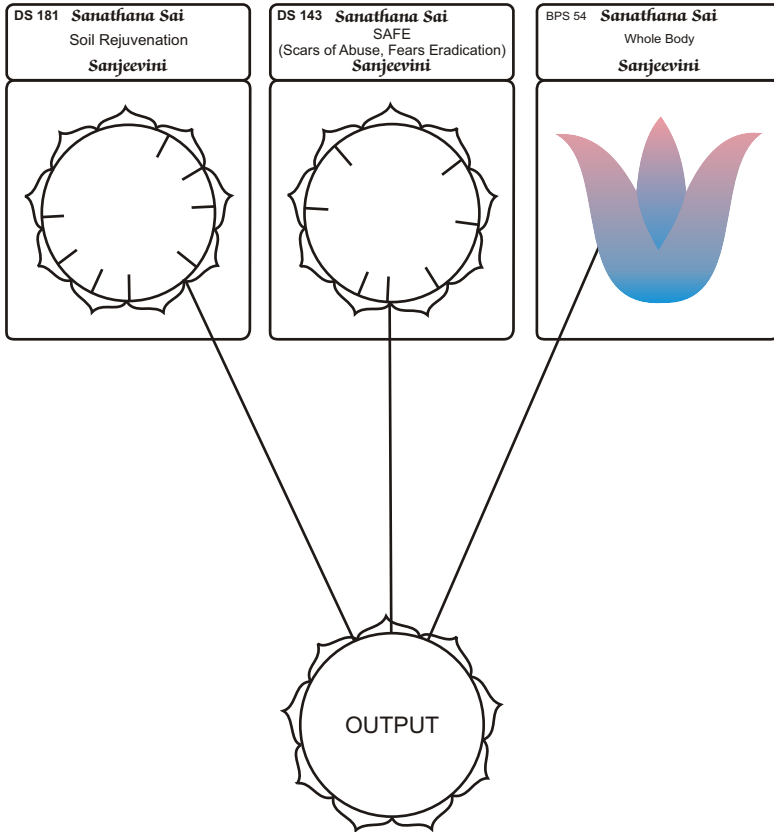 DS 181 Sanathana Sai
Soil Rejuvenation
Sanjeevini
DS 143 Sanathana Sai
SAFE
(Scars of Abuse, Fears Eradication)
Sanjeevini
BPS 54 Sanathana Sai
Whole Body
Sanjeevini
OUTPUT